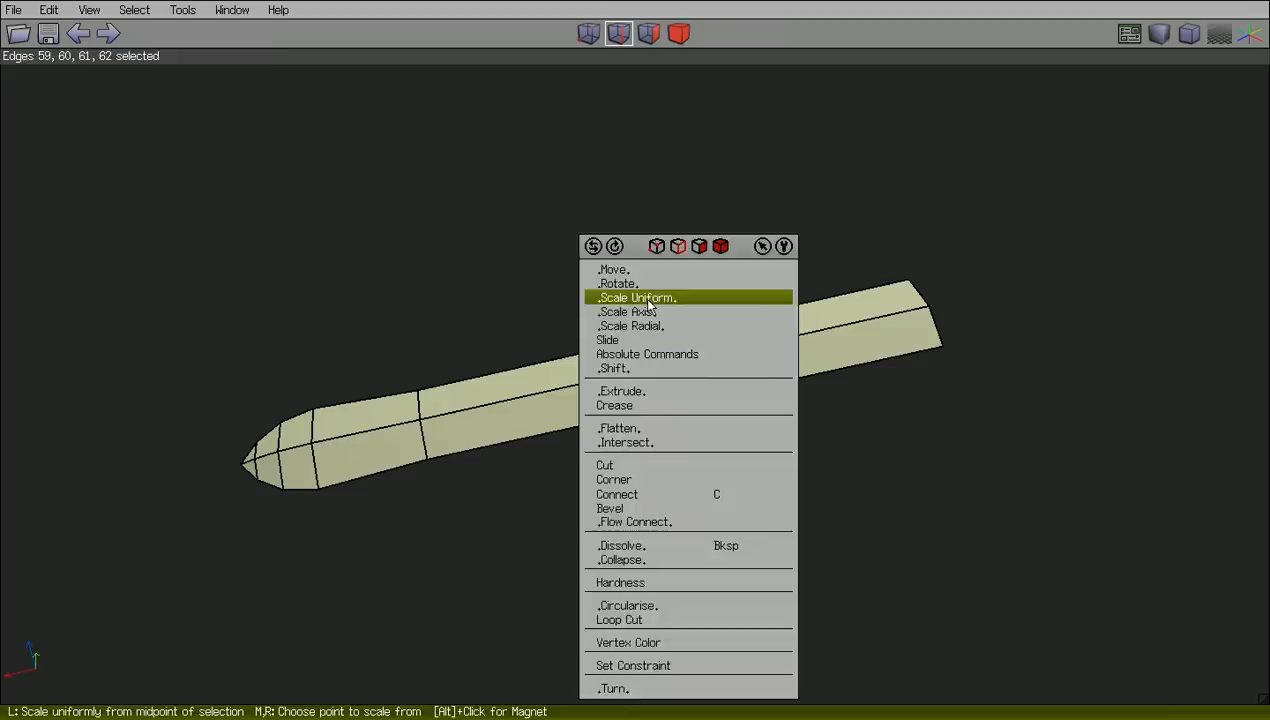 File Edit View Select Tools Window Help
Edges 59, 60, 61, 62 selected
.Move.
.Rotate.
.Scale Uniform.
.Scale Axis.
.Scale Radial.
Slide
Absolute Commands
.Shift.
.Extrude.
Crease
.Flatten.
.Intersect.
Cut
Corner
Connect C
Bevel
.Flow Connect.
.Dissolve. Bksp
.Collapse.
Hardness
.Circularise.
Loop Cut
Vertex Color
Set Constraint
.Turn.
L: Scale uniformly from midpoint of selection M,R: Choose point to scale from [Alt]+Click for Magnet